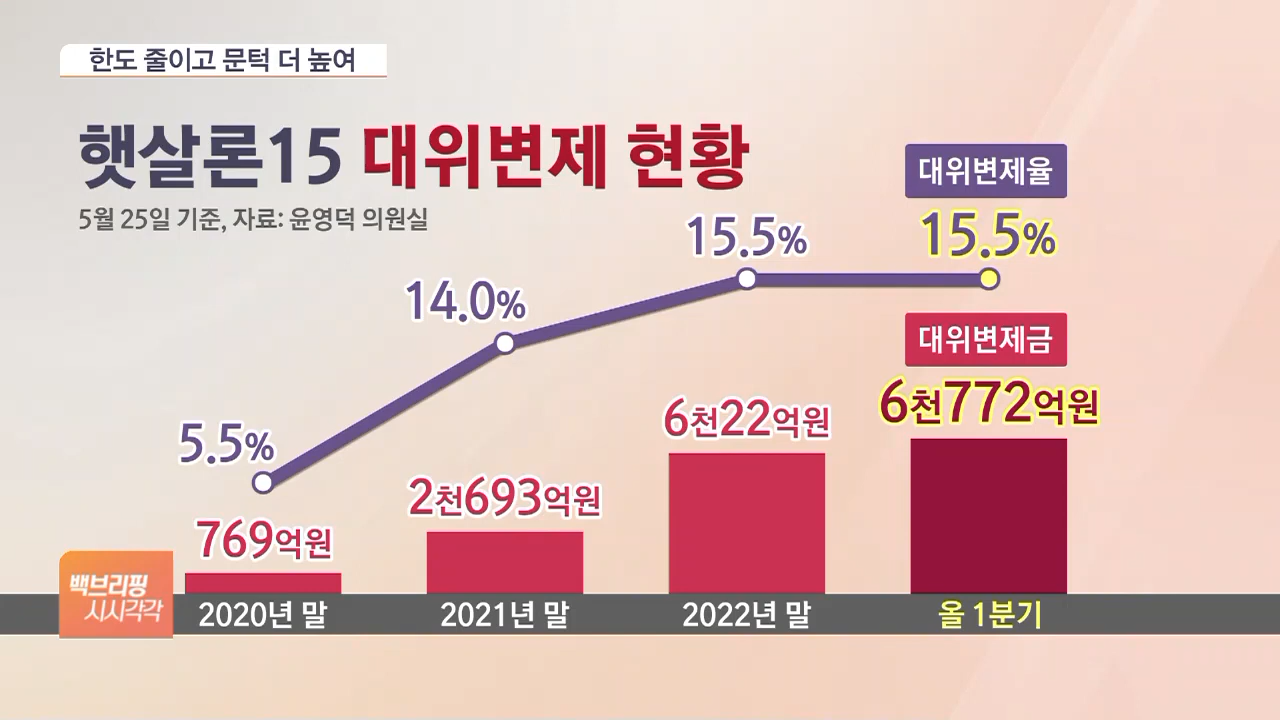 한도 줄이고 문턱 더 높여
햇살론15 대위변제 현황
5월 25일 기준, 자료: 윤영덕 의원실
대위변제율
5.5%
14.0%
15.5%
15.5%
대위변제금
769억원
2천693억원
6천22억원
6천772억원
백브리핑
시시각각
2020년 말
2021년 말
2022년 말
올 1분기